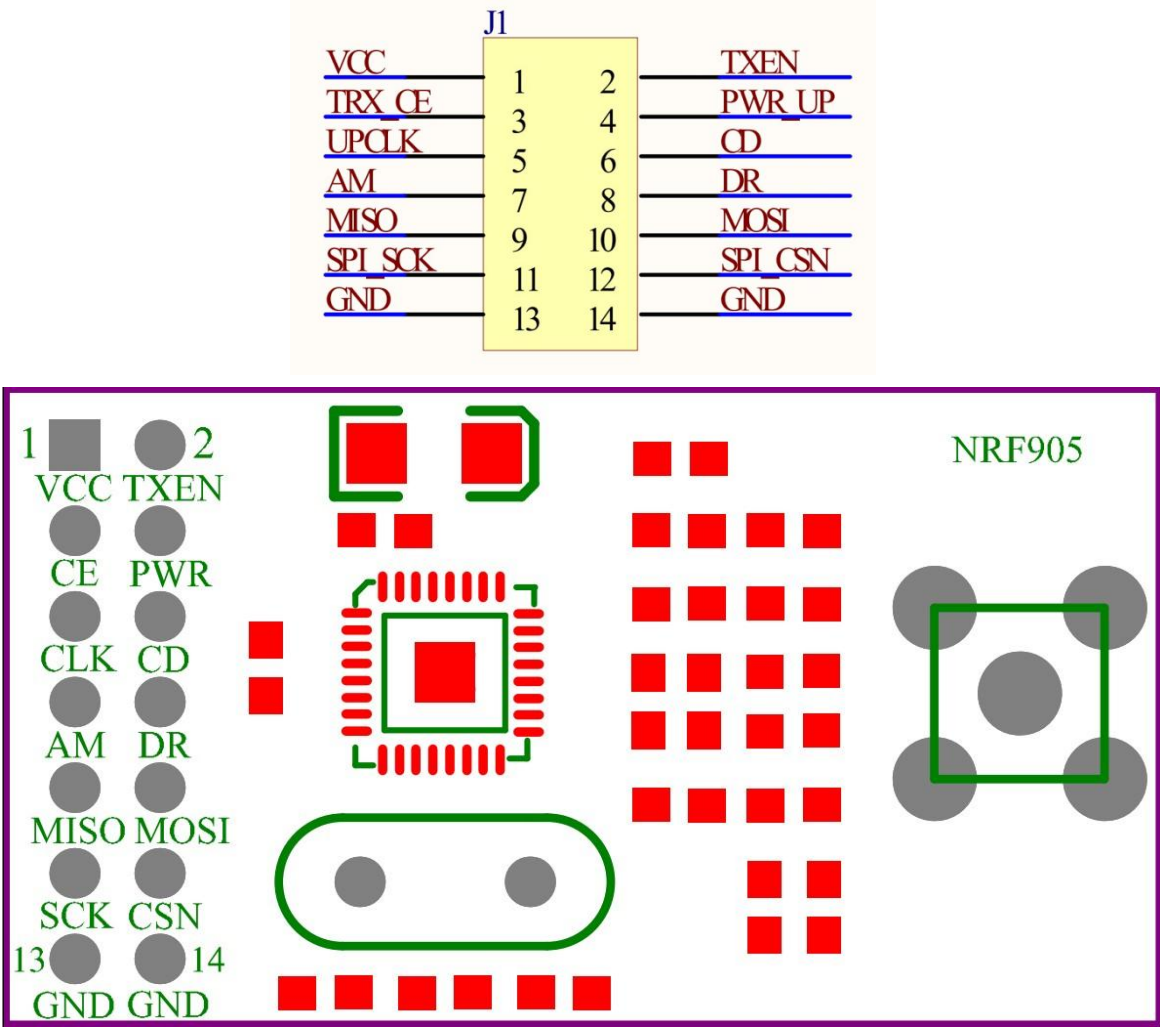 J1
VCC 1 2 TXEN
TRX_CE 3 4 PWR_UP
UPCLK 5 6 CD
AM 7 8 DR
MISO 9 10 MOSI
SPI_SCK 11 12 SPI_CSN
GND 13 14 GND
1 2 NRF905
VCC TXEN
CE PWR
CLK CD
AM DR
MISO MOSI
SCK CSN
13 14
GND GND